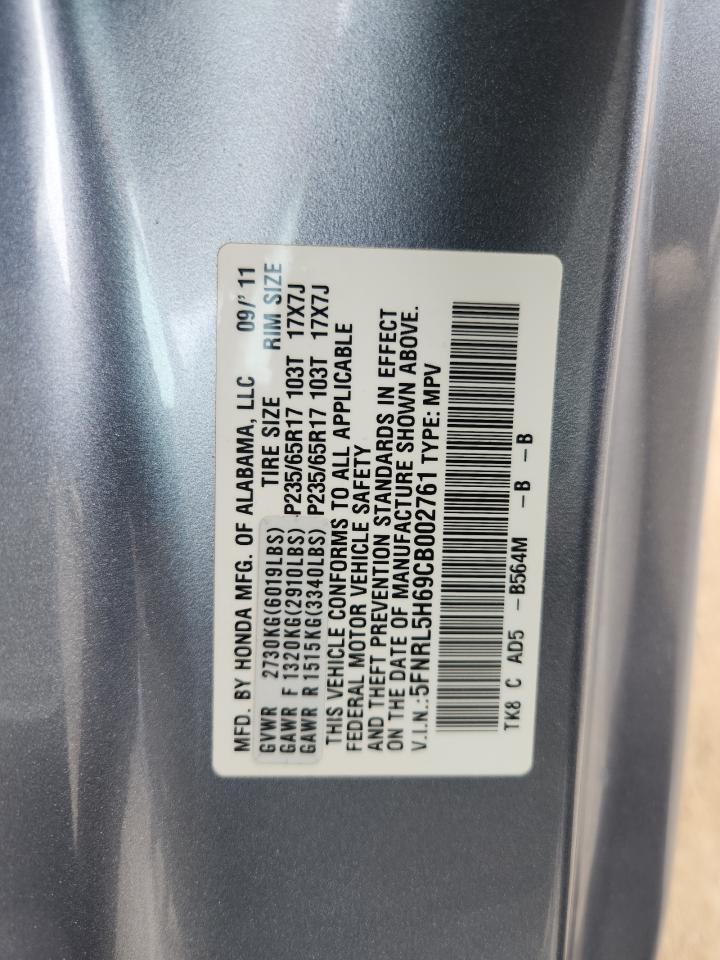 MFD. BY HONDA MFG. OF ALABAMA, LLC 09/'11
GVWR 2730KG(6019LBS) TIRE SIZE RIM SIZE
GAWR F 1320KG(2910LBS) P235/65R17 103T 17X7J
GAWR R 1515KG(3340LBS) P235/65R17 103T 17X7J
THIS VEHICLE CONFORMS TO ALL APPLICABLE
FEDERAL MOTOR VEHICLE SAFETY
AND THEFT PREVENTION STANDARDS IN EFFECT
ON THE DATE OF MANUFACTURE SHOWN ABOVE.
V.I.N.:5FNRL5H69CB002761 TYPE: MPV
TK8 C AD5 -B564M -B -B